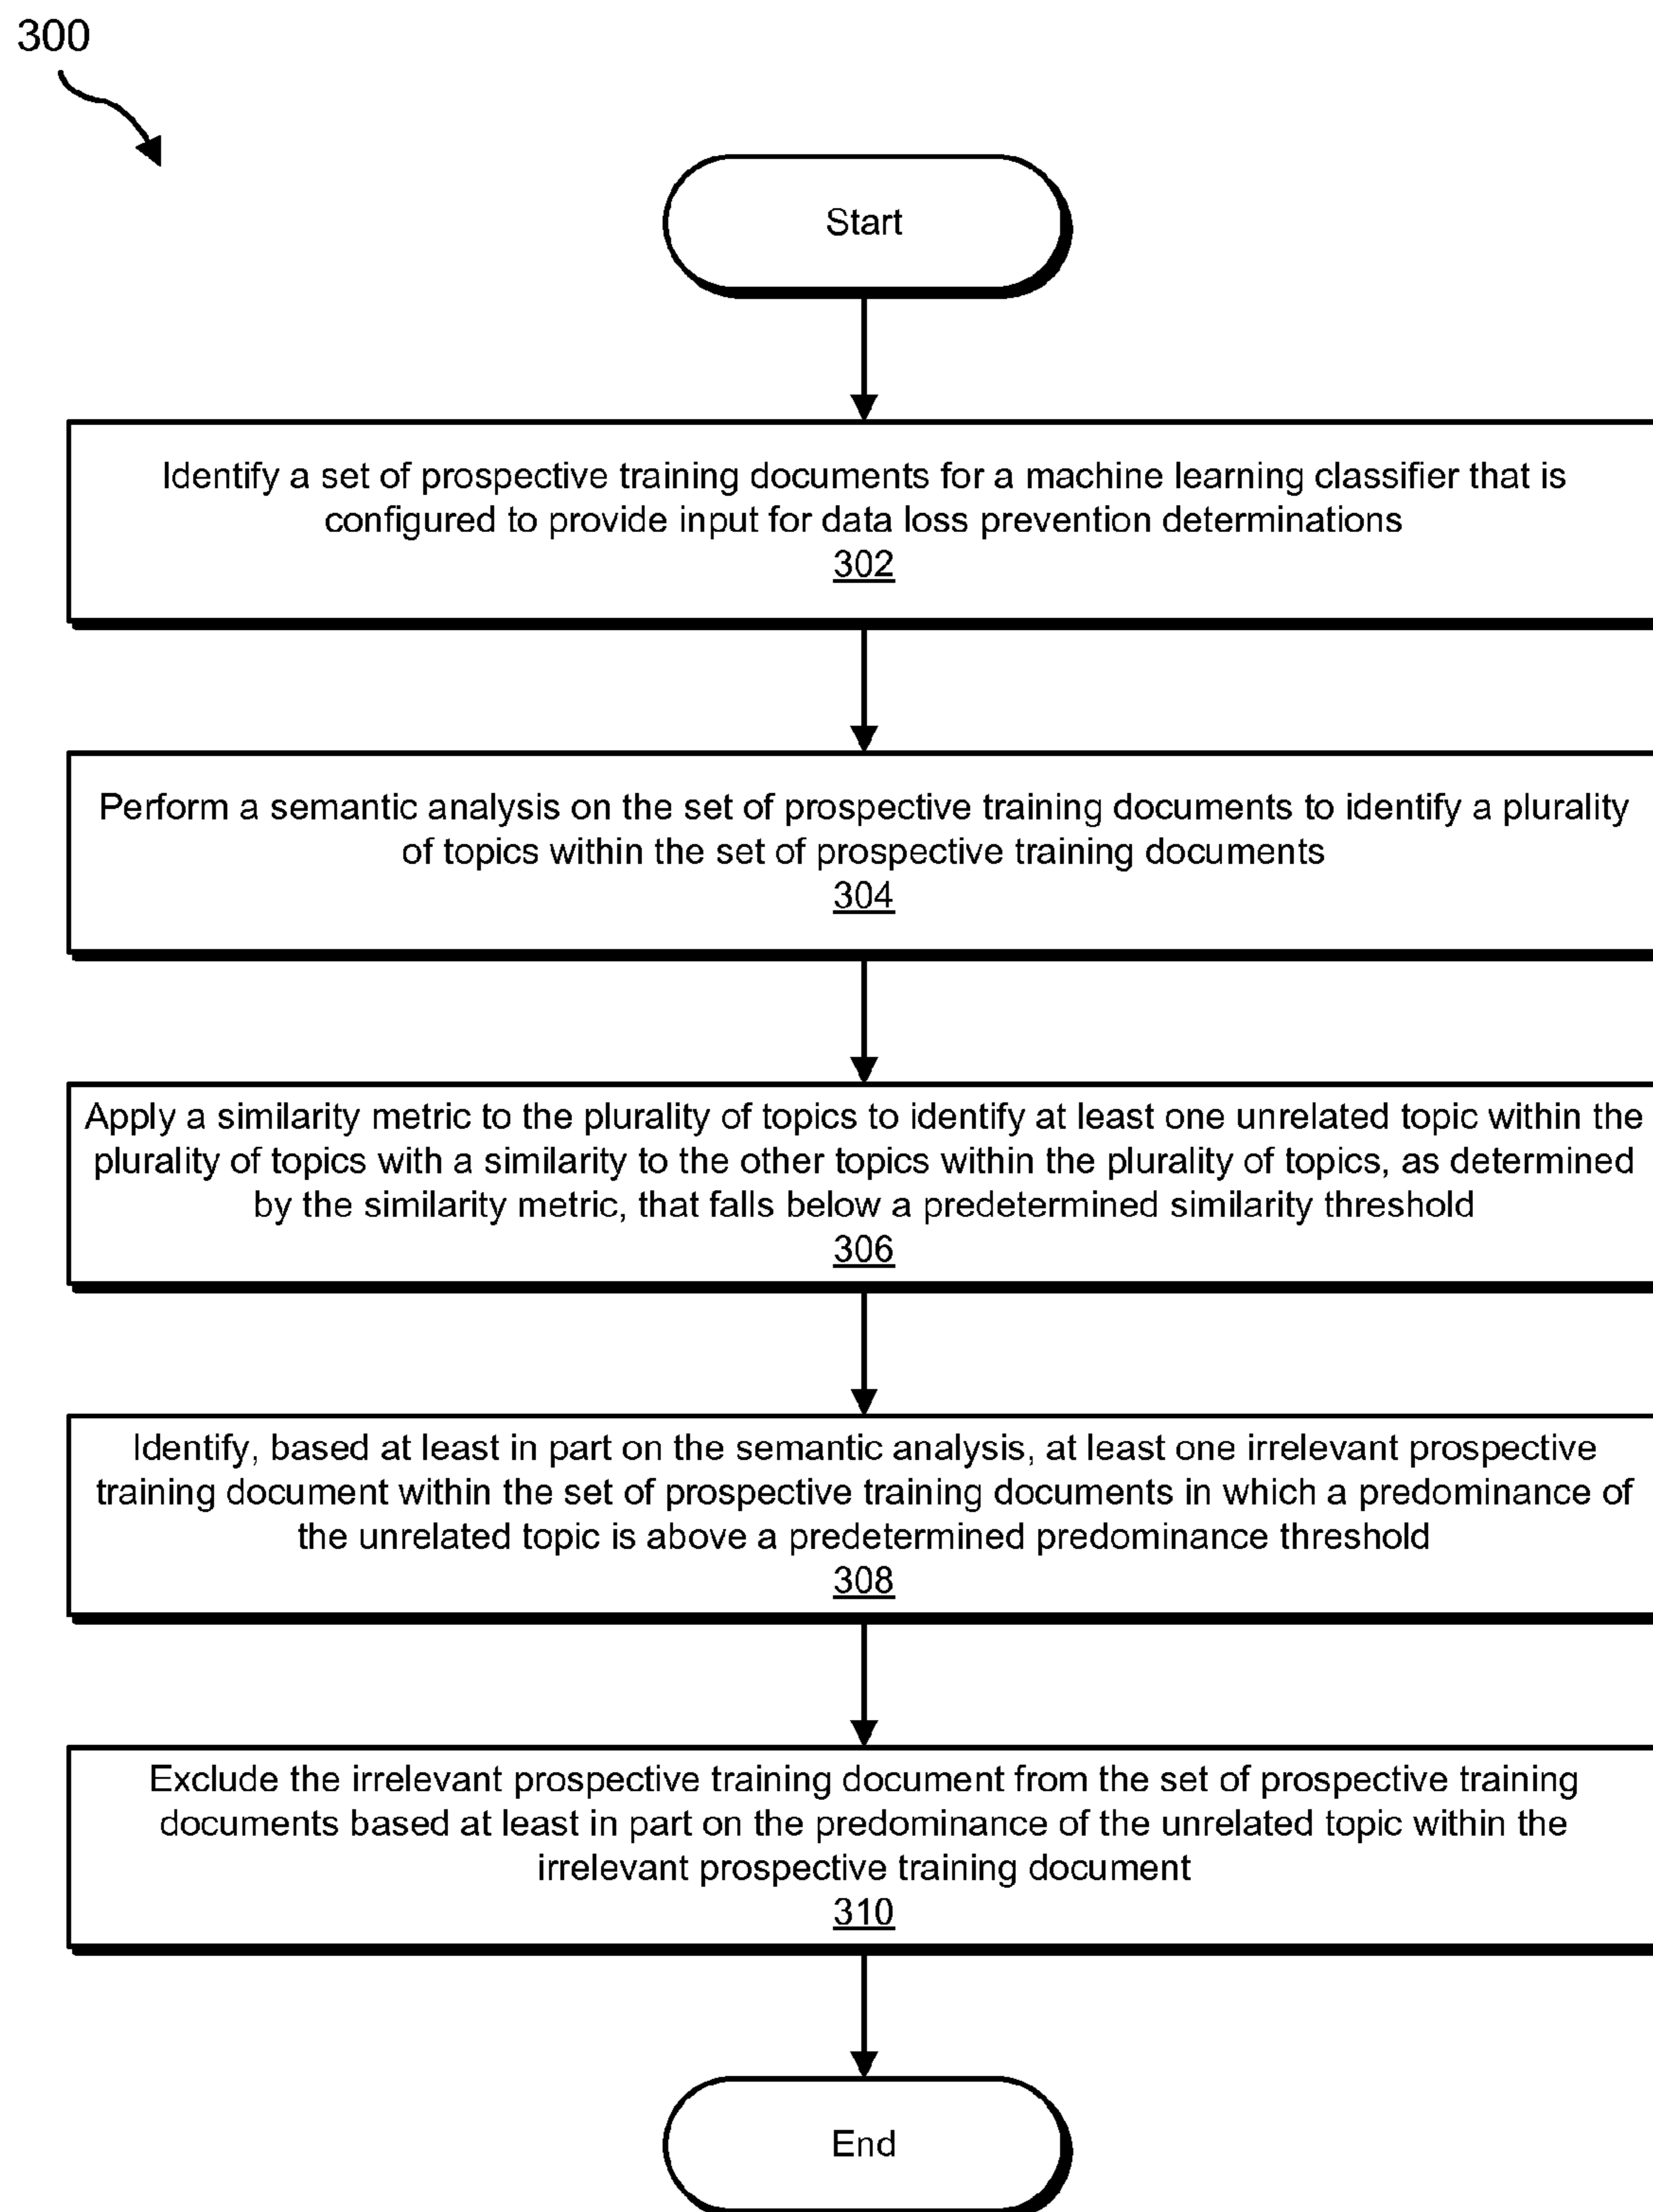 300
Start
Identify a set of prospective training documents for a machine learning classifier that is
configured to provide input for data loss prevention determinations
302
Perform a semantic analysis on the set of prospective training documents to identify a plurality
of topics within the set of prospective training documents
304
Apply a similarity metric to the plurality of topics to identify at least one unrelated topic within the
plurality of topics with a similarity to the other topics within the plurality of topics, as determined
by the similarity metric, that falls below a predetermined similarity threshold
306
Identify, based at least in part on the semantic analysis, at least one irrelevant prospective
training document within the set of prospective training documents in which a predominance of
the unrelated topic is above a predetermined predominance threshold
308
Exclude the irrelevant prospective training document from the set of prospective training
documents based at least in part on the predominance of the unrelated topic within the
irrelevant prospective training document
310
End